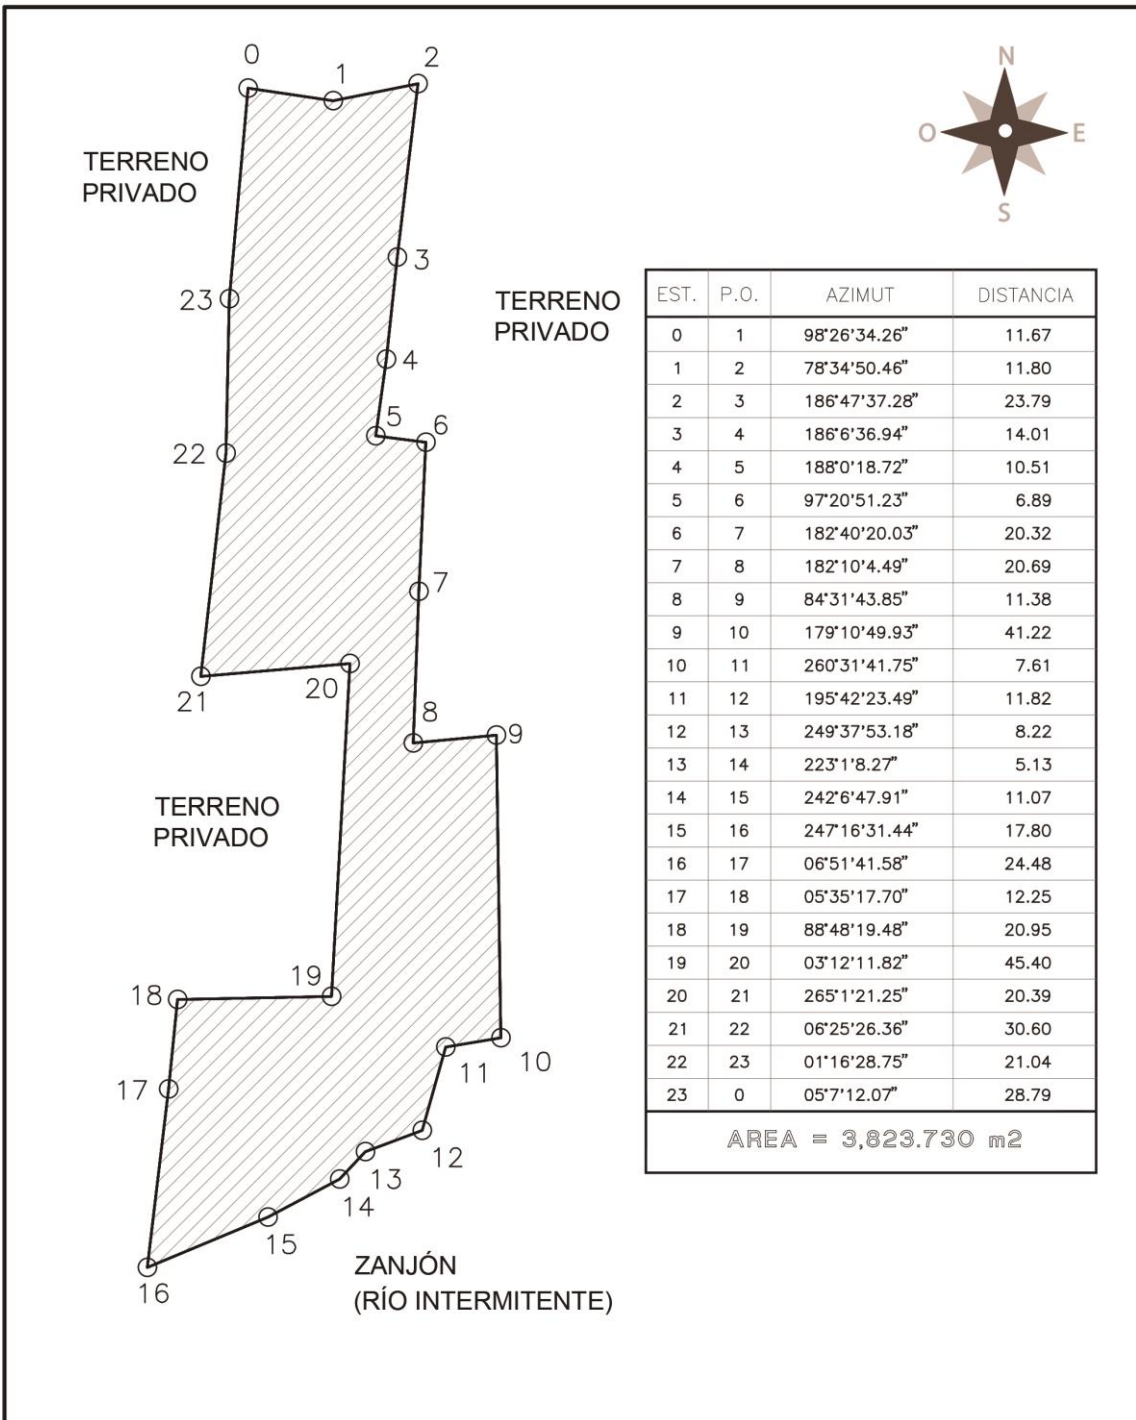 0
1
2
N
O
E
S
TERRENO
PRIVADO
3
23
TERRENO
PRIVADO
4
5
6
22
7
20
21
8
9
TERRENO
PRIVADO
19
18
11
10
17
12
13
14
15
16
ZANJÓN
(RÍO INTERMITENTE)
EST. P.O. AZIMUT DISTANCIA
0 1 98°26'34.26" 11.67
1 2 78°34'50.46" 11.80
2 3 186°47'37.28" 23.79
3 4 186°6'36.94" 14.01
4 5 188°0'18.72" 10.51
5 6 97°20'51.23" 6.89
6 7 182°40'20.03" 20.32
7 8 182°10'4.49" 20.69
8 9 84°31'43.85" 11.38
9 10 179°10'49.93" 41.22
10 11 260°31'41.75" 7.61
11 12 195°42'23.49" 11.82
12 13 249°37'53.18" 8.22
13 14 223°1'8.27" 5.13
14 15 242°6'47.91" 11.07
15 16 247°16'31.44" 17.80
16 17 06°51'41.58" 24.48
17 18 05°35'17.70" 12.25
18 19 88°48'19.48" 20.95
19 20 03°12'11.82" 45.40
20 21 265°1'21.25" 20.39
21 22 06°25'26.36" 30.60
22 23 01°16'28.75" 21.04
23 0 05°7'12.07" 28.79
AREA = 3,823.730 m2